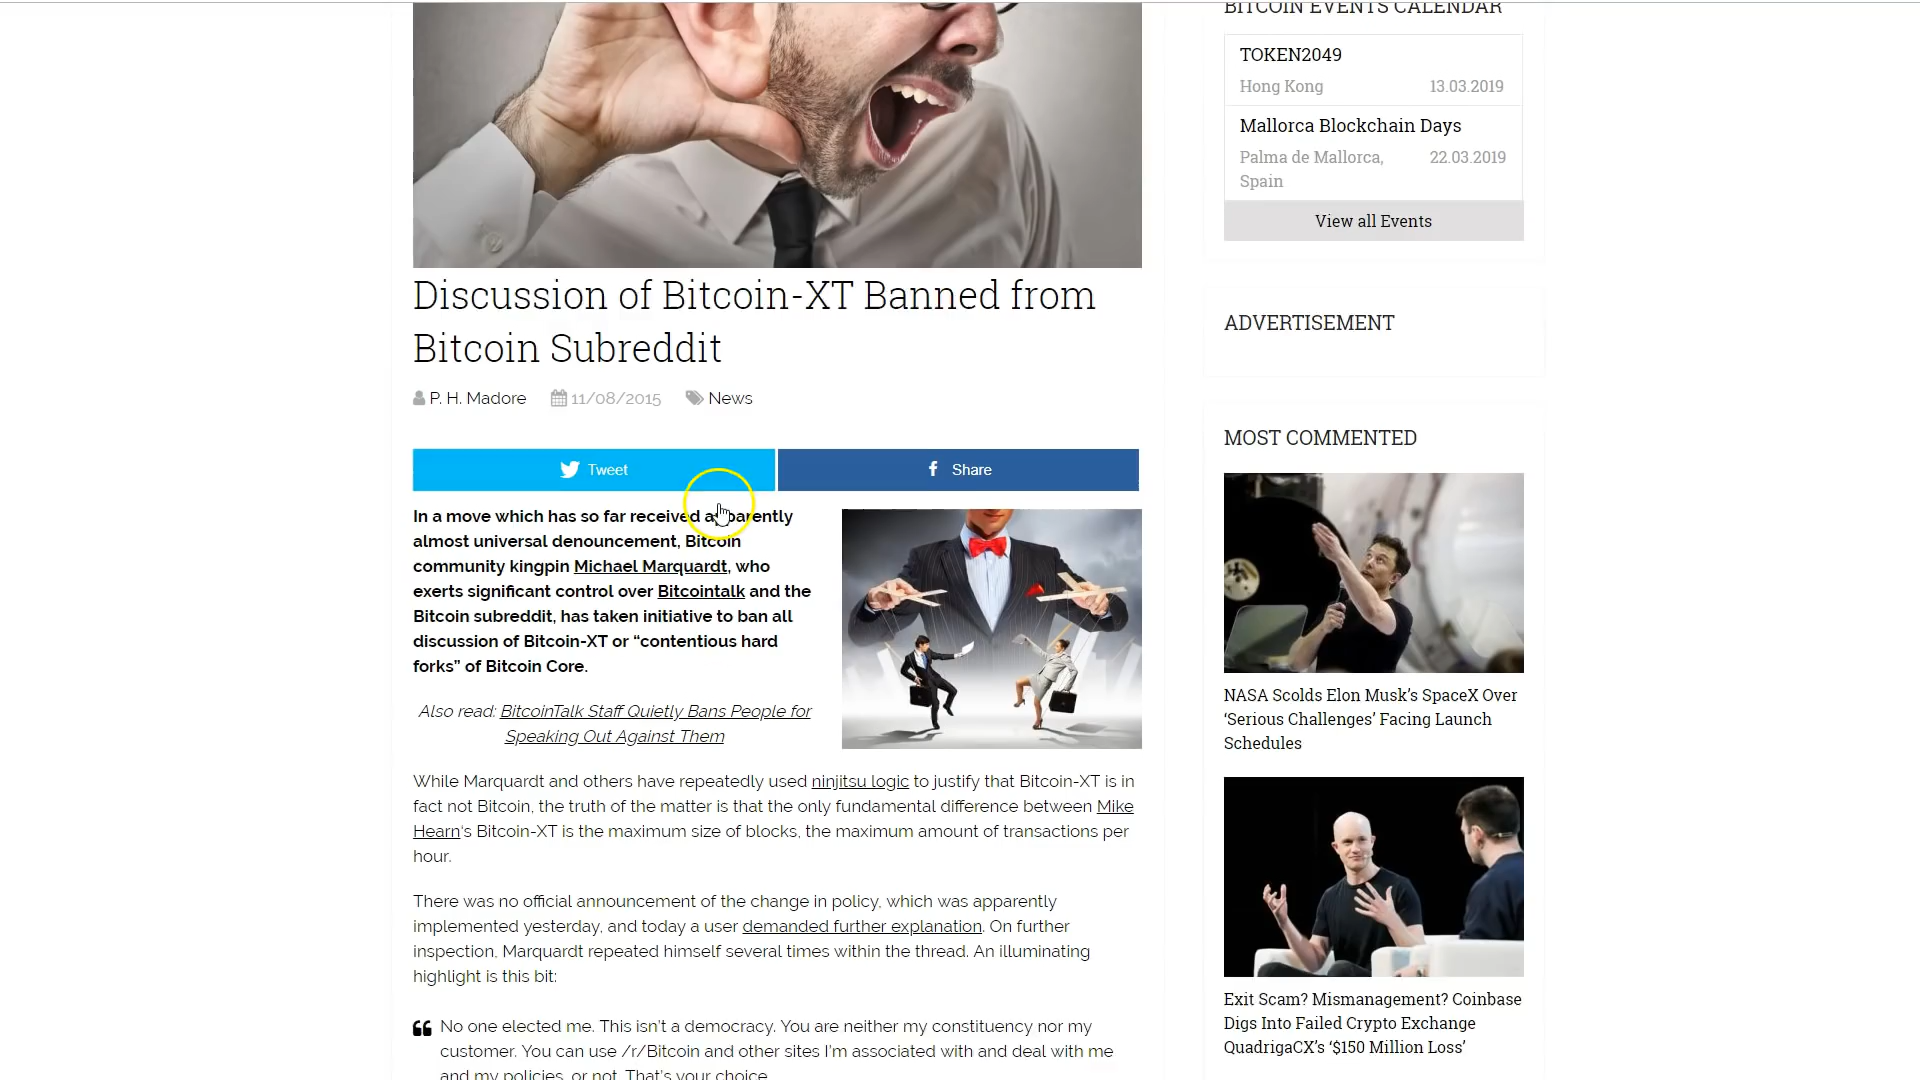 Discussion of Bitcoin-XT Banned from
Bitcoin Subreddit
P. H. Madore 11/08/2015 News
Tweet Share
In a move which has so far received apparently
almost universal denouncement, Bitcoin
community kingpin Michael Marquardt, who
exerts significant control over Bitcointalk and the
Bitcoin subreddit, has taken initiative to ban all
discussion of Bitcoin-XT or “contentious hard
forks” of Bitcoin Core.
Also read: BitcoinTalk Staff Quietly Bans People for
Speaking Out Against Them
While Marquardt and others have repeatedly used ninjitsu logic to justify that Bitcoin-XT is in
fact not Bitcoin, the truth of the matter is that the only fundamental difference between Mike
Hearn‘s Bitcoin-XT is the maximum size of blocks, the maximum amount of transactions per
hour.
There was no official announcement of the change in policy, which was apparently
implemented yesterday, and today a user demanded further explanation. On further
inspection, Marquardt repeated himself several times within the thread. An illuminating
highlight is this bit:
No one elected me. This isn’t a democracy. You are neither my constituency nor my
customer. You can use /r/Bitcoin and other sites I’m associated with and deal with me
and my policies, or not. That’s your choice.
BITCOIN EVENTS CALENDAR
TOKEN2049
Hong Kong 13.03.2019
Mallorca Blockchain Days
Palma de Mallorca, 22.03.2019
Spain
View all Events
ADVERTISEMENT
MOST COMMENTED
NASA Scolds Elon Musk’s SpaceX Over
‘Serious Challenges’ Facing Launch
Schedules
Exit Scam? Mismanagement? Coinbase
Digs Into Failed Crypto Exchange
QuadrigaCX’s ‘$150 Million Loss’